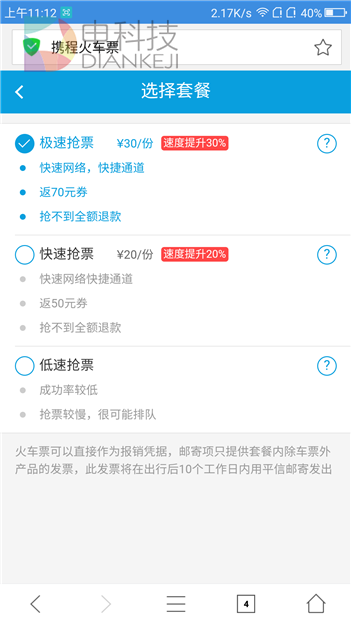 上午11:12
2.17K/s
40%
电科技
DIANKEJI
携程火车票
选择套餐
极速抢票 ¥30/份 速度提升30% ?
快速网络，快捷通道
返70元券
抢不到全额退款
快速抢票 ¥20/份 速度提升20% ?
快速网络快捷通道
返50元券
抢不到全额退款
低速抢票 ?
成功率较低
抢票较慢，很可能排队
火车票可以直接作为报销凭据，邮寄项只提供套餐内除车票外
产品的发票，此发票将在出行后10个工作日内用平信邮寄发出
4